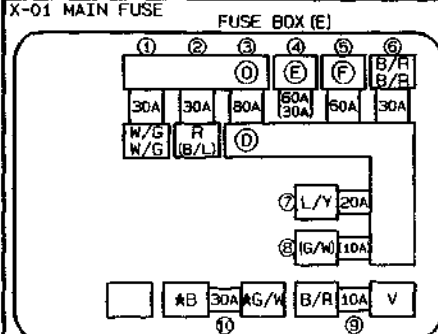 X-01 MAIN FUSE
FUSE BOX (E)
① ② ③ ④ ⑤ ⑥
D E F B/R
B/R
30A 30A 80A 60A (30A) 60A 30A
W/G R D
W/G (B/L)
⑦ L/Y 20A
⑧ (G/W) (10A)
★B 30A ★G/W B/R 10A V
⑩ ⑨